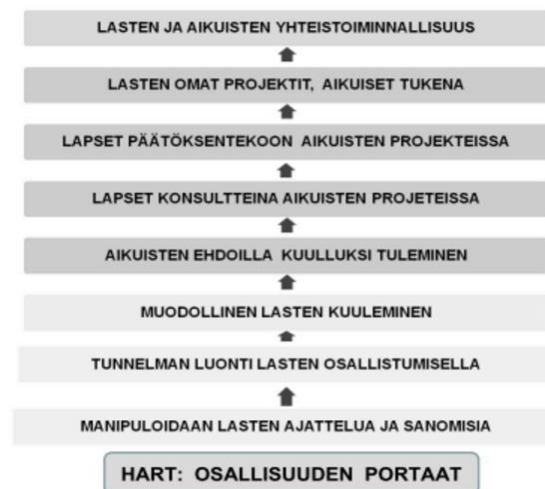 LASTEN JA AIKUISTEN YHTEISTOIMINNALLISUUS
LASTEN OMAT PROJEKTIT, AIKUISET TUKENA
LAPSET PÄÄTÖKSENTEKOON AIKUISTEN PROJEKTEISSA
LAPSET KONSULTTEINA AIKUISTEN PROJETEISSA
AIKUISTEN EHDOILLA KUULLUKSI TULEMINEN
MUODOLLINEN LASTEN KUULEMINEN
TUNNELMAN LUONTI LASTEN OSALLISTUMISELLA
MANIPULOIDAAN LASTEN AJATTELUA JA SANOMISIA
HART: OSALLISUUDEN PORTAAT